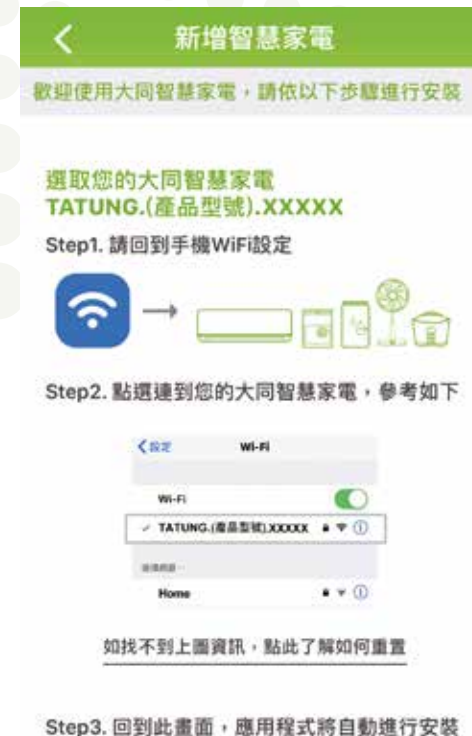 新增智慧家電
歡迎使用大同智慧家電,請依以下步驟進行安裝
選取您的大同智慧家電
TATUNG.(產品型號).XXXXX
Step1. 請回到手機WiFi設定
Step2. 點選連到您的大同智慧家電,參考如下
設定 Wi-Fi
Wi-Fi
TATUNG.(產品型號).XXXXX
Home
如找不到上圖資訊,點此了解如何重置
Step3. 回到此畫面,應用程式將自動進行安裝